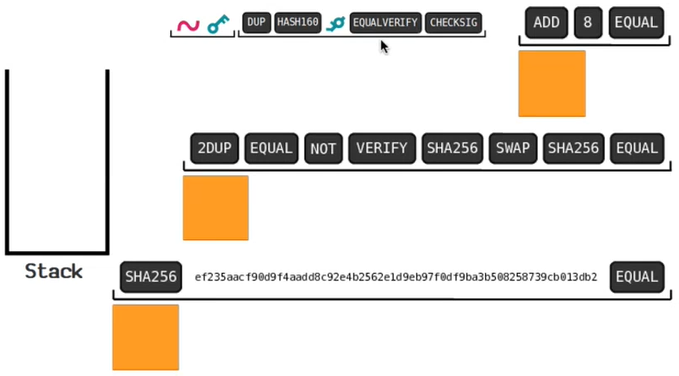 DUP HASH160 EQUALVERIFY CHECKSIG
ADD 8 EQUAL
2DUP EQUAL NOT VERIFY SHA256 SWAP SHA256 EQUAL
Stack
SHA256 ef235aacf90d9f4aadd8c92e4b2562e1d9eb97f0df9ba3b508258739cb013db2 EQUAL